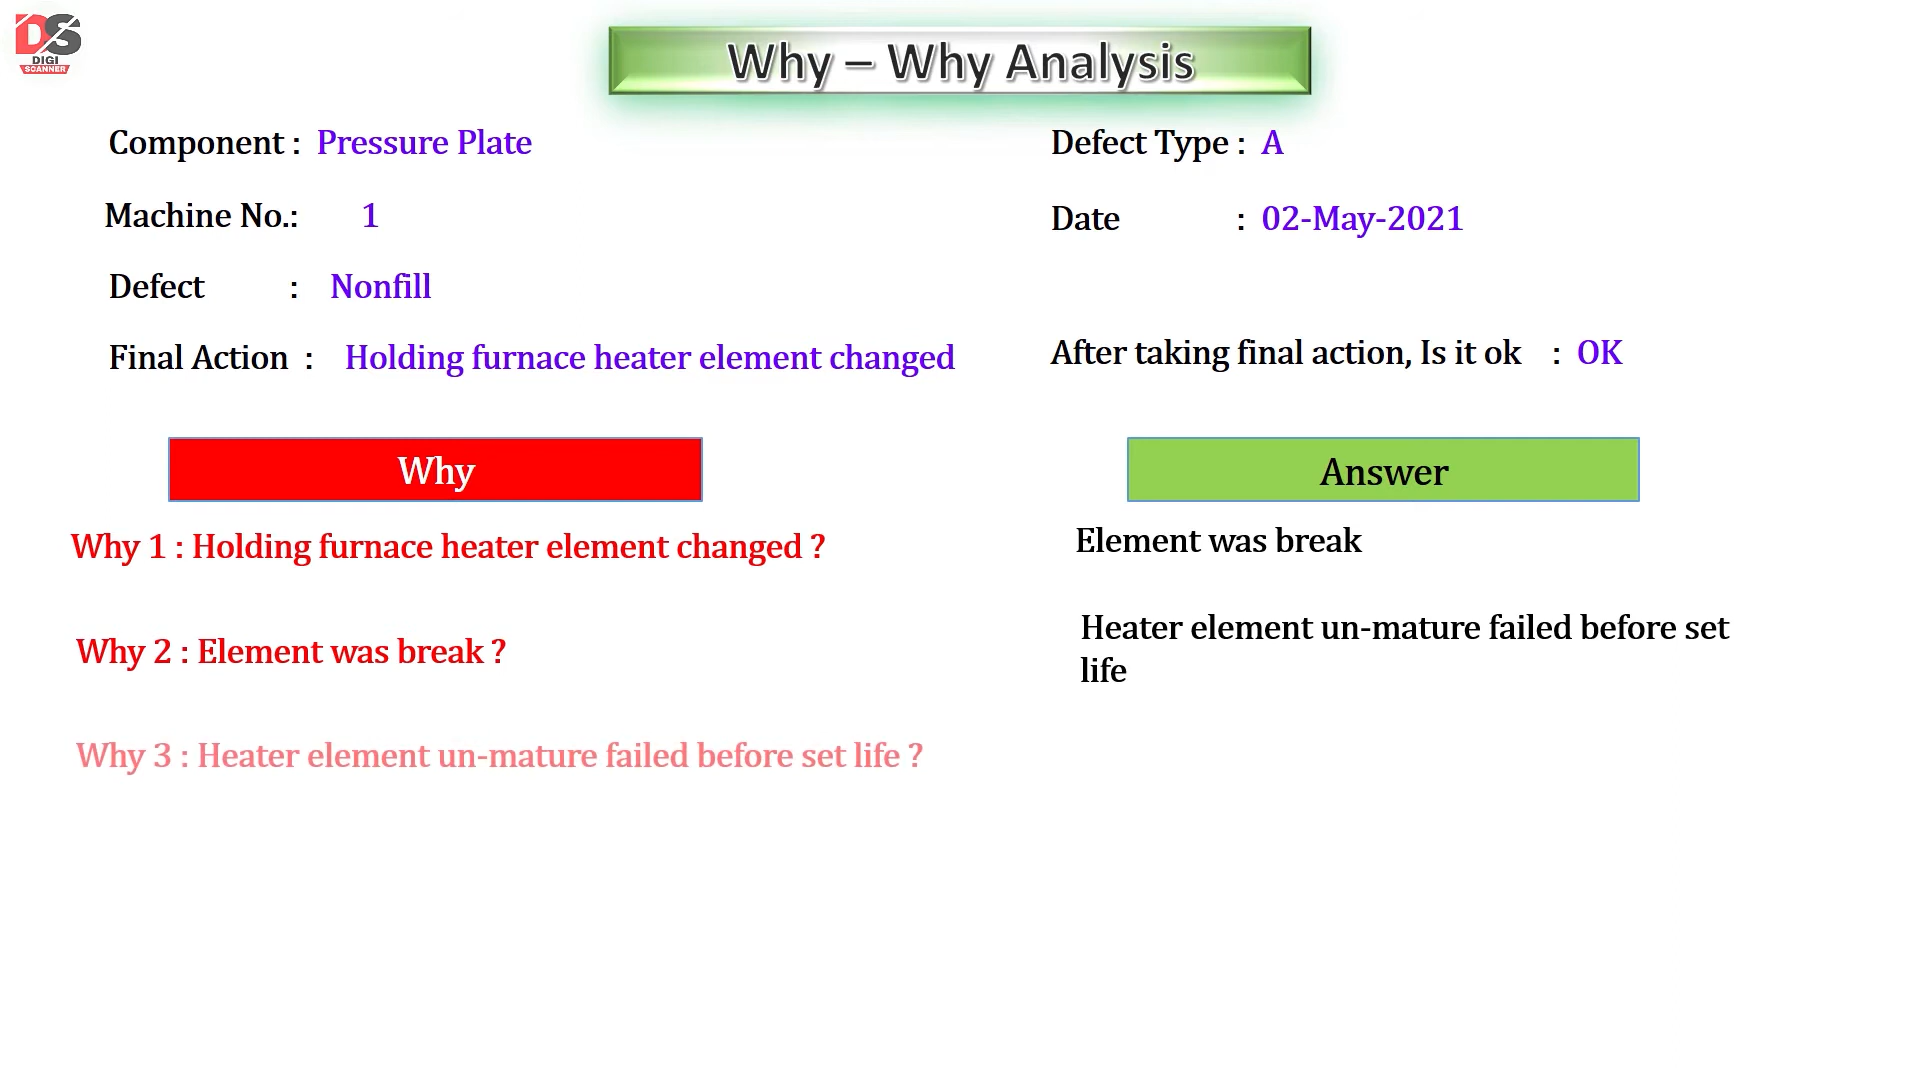 DS
DIGI
SCANNER
Why – Why Analysis
Component : Pressure Plate
Defect Type : A
Machine No.: 1
Date : 02-May-2021
Defect : Nonfill
Final Action : Holding furnace heater element changed
After taking final action, Is it ok : OK
Why
Answer
Why 1 : Holding furnace heater element changed ?
Element was break
Why 2 : Element was break ?
Heater element un-mature failed before set
life
Why 3 : Heater element un-mature failed before set life ?